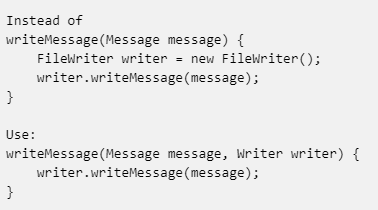 Instead of
writeMessage(Message message) {
    FileWriter writer = new FileWriter();
    writer.writeMessage(message);
}

Use:
writeMessage(Message message, Writer writer) {
    writer.writeMessage(message);
}